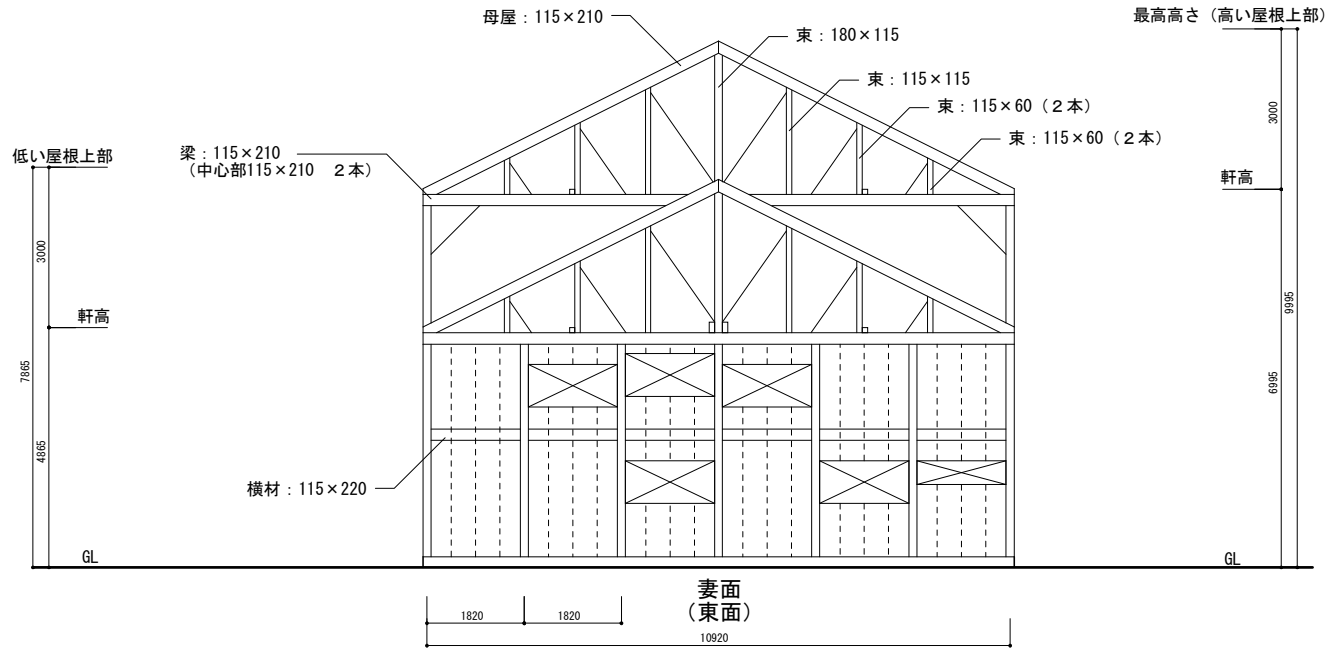 母屋：115×210
束：180×115
最高高さ（高い屋根上部）
束：115×115
束：115×60（２本）
束：115×60（２本）
3000
低い屋根上部
梁：115×210
（中心部115×210　２本）
軒高
3000
軒高
9995
7865
6995
4865
横材：115×220
GL
GL
妻面
（東面）
1820
1820
10920